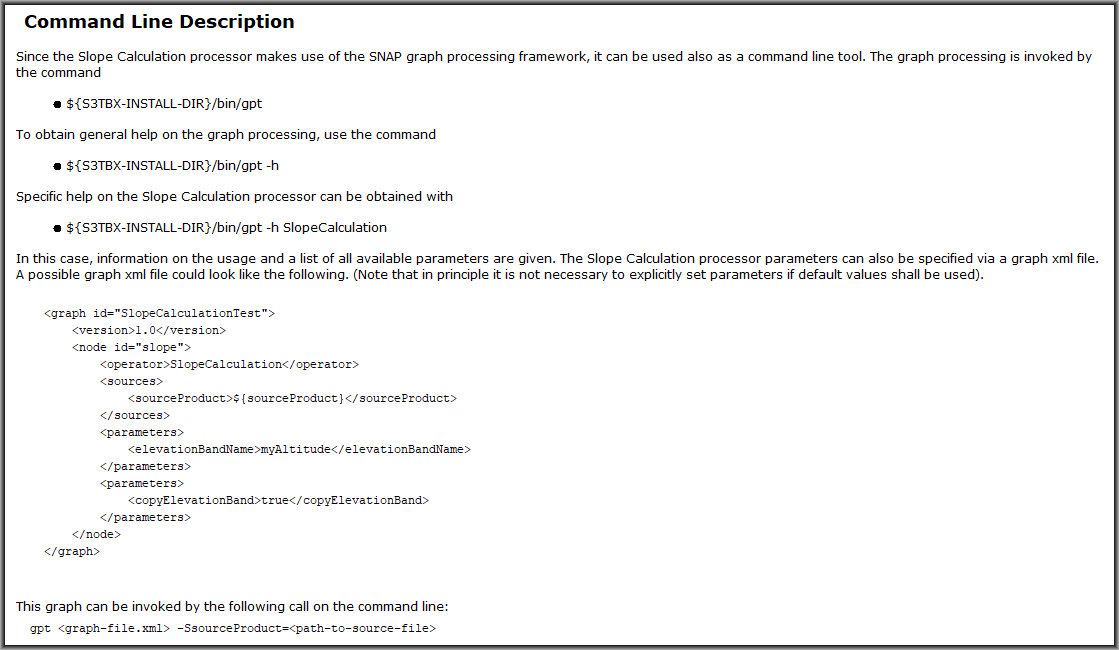 Command Line Description
Since the Slope Calculation processor makes use of the SNAP graph processing framework, it can be used also as a command line tool. The graph processing is invoked by
the command
● ${S3TBX-INSTALL-DIR}/bin/gpt
To obtain general help on the graph processing, use the command
● ${S3TBX-INSTALL-DIR}/bin/gpt -h
Specific help on the Slope Calculation processor can be obtained with
● ${S3TBX-INSTALL-DIR}/bin/gpt -h SlopeCalculation
In this case, information on the usage and a list of all available parameters are given. The Slope Calculation processor parameters can also be specified via a graph xml file.
A possible graph xml file could look like the following. (Note that in principle it is not necessary to explicitly set parameters if default values shall be used).
<graph id="SlopeCalculationTest">
    <version>1.0</version>
    <node id="slope">
        <operator>SlopeCalculation</operator>
        <sources>
            <sourceProduct>${sourceProduct}</sourceProduct>
        </sources>
        <parameters>
            <elevationBandName>myAltitude</elevationBandName>
        </parameters>
        <parameters>
            <copyElevationBand>true</copyElevationBand>
        </parameters>
    </node>
</graph>
This graph can be invoked by the following call on the command line:
gpt <graph-file.xml> -SsourceProduct=<path-to-source-file>